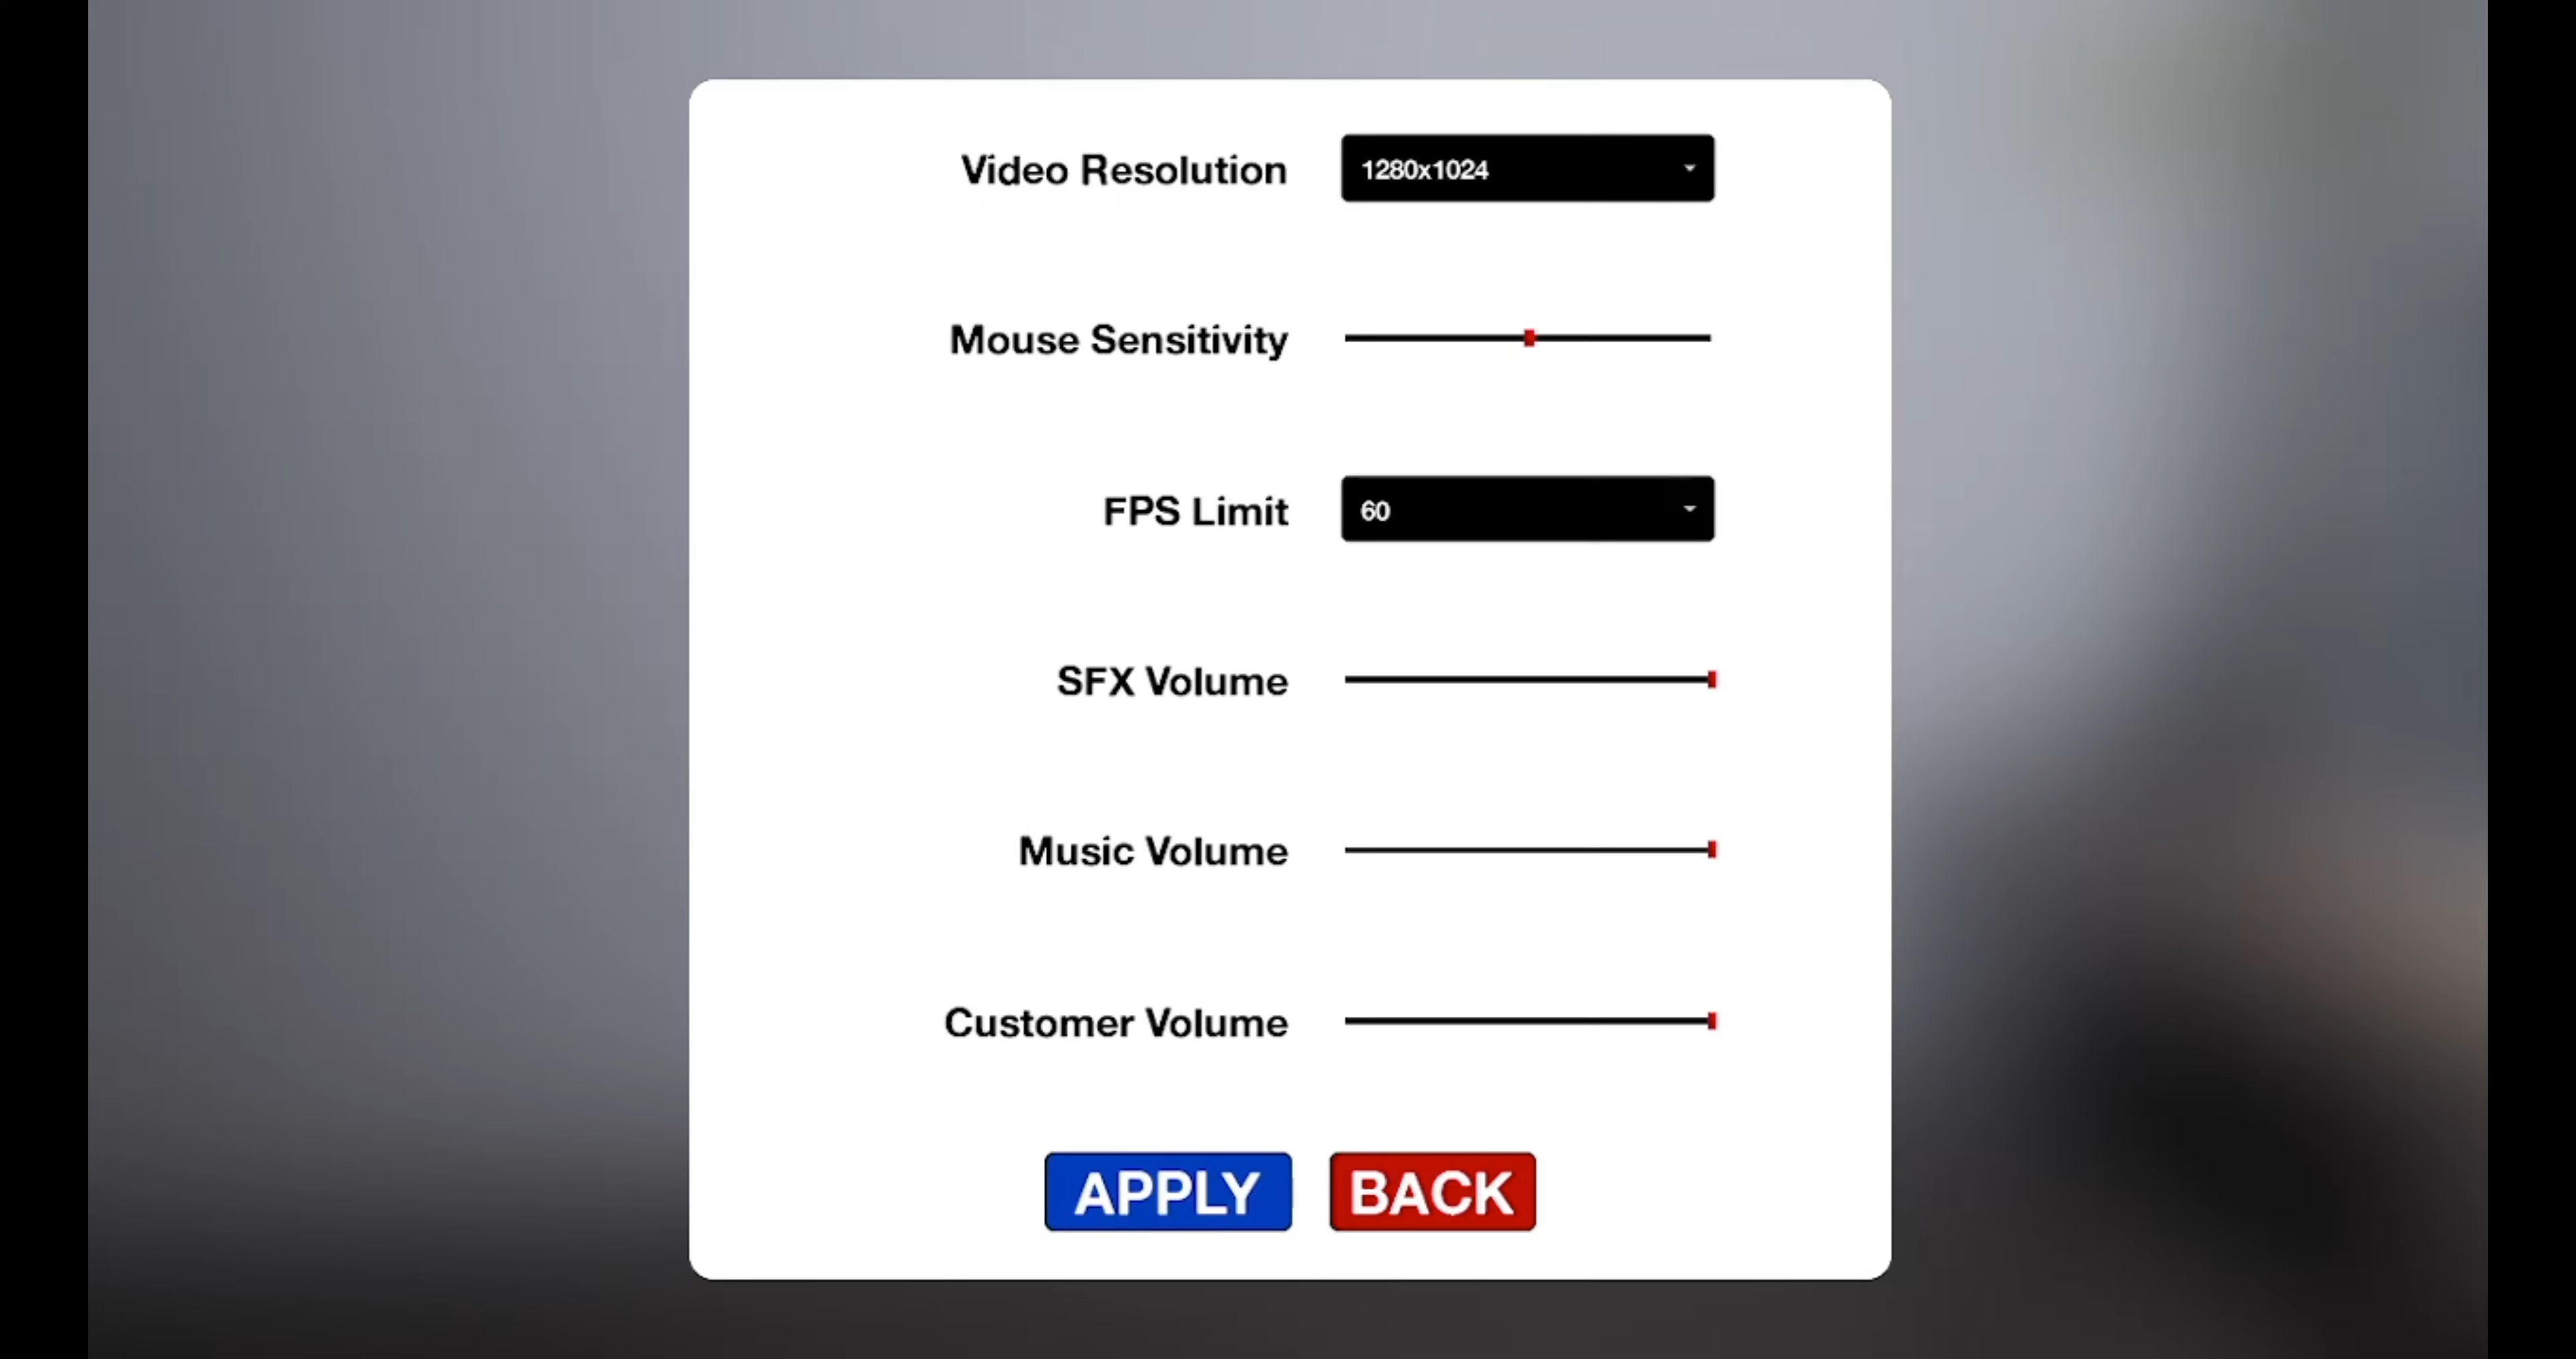 Video Resolution 1280x1024
Mouse Sensitivity
FPS Limit 60
SFX Volume
Music Volume
Customer Volume
APPLY BACK